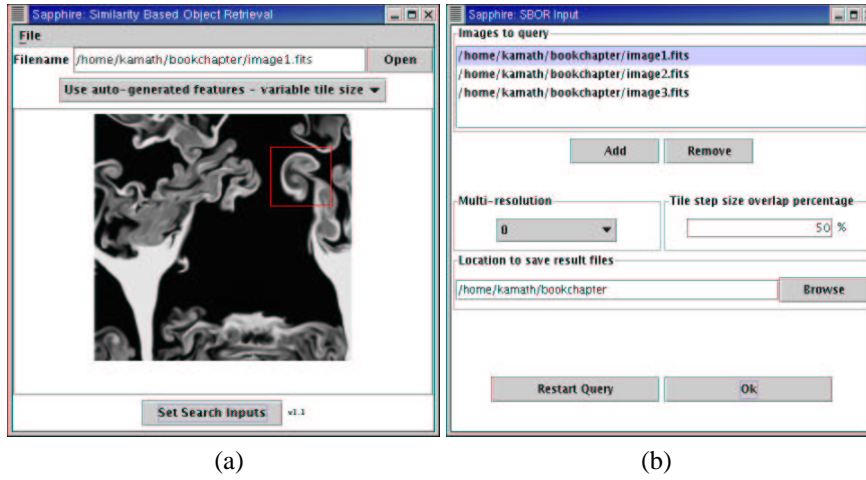 Sapphire: Similarity Based Object Retrieval
File
Filename /home/kamath/bookchapter/image1.fits Open
Use auto-generated features - variable tile size
Set Search Inputs v1.1
(a)
Sapphire: SBOR Input
Images to query
/home/kamath/bookchapter/image1.fits
/home/kamath/bookchapter/image2.fits
/home/kamath/bookchapter/image3.fits
Add Remove
Multi-resolution Tile step size overlap percentage
0 50 %
Location to save result files
/home/kamath/bookchapter Browse
Restart Query Ok
(b)